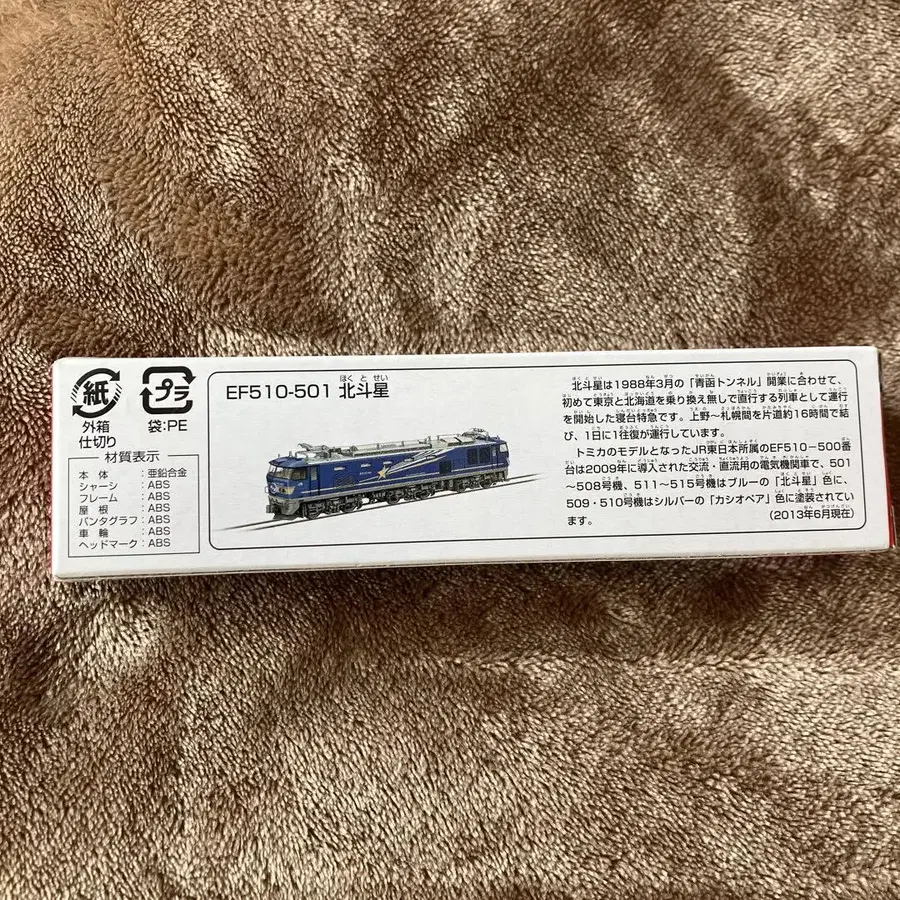 紙
外箱
仕切り
プラ
袋:PE
材質表示
本体:亜鉛合金
シャーシ:ABS
フレーム:ABS
屋根:ABS
パンタグラフ:ABS
車輪:ABS
ヘッドマーク:ABS
ほくとせい
EF510-501 北斗星
北斗星は1988年3月の「青函トンネル」開業に合わせて、
初めて東京と北海道を乗り換え無しで直行する列車として運行
を開始した寝台特急です。上野〜札幌間を片道約16時間で結
び、1日に1往復が運行しています。
トミカのモデルとなったJR東日本所属のEF510−500番
台は2009年に導入された交流・直流用の電気機関車で、501
〜508号機、511〜515号機はブルーの「北斗星」色に、
509・510号機はシルバーの「カシオペア」色に塗装されてい
ます。
(2013年6月現在)